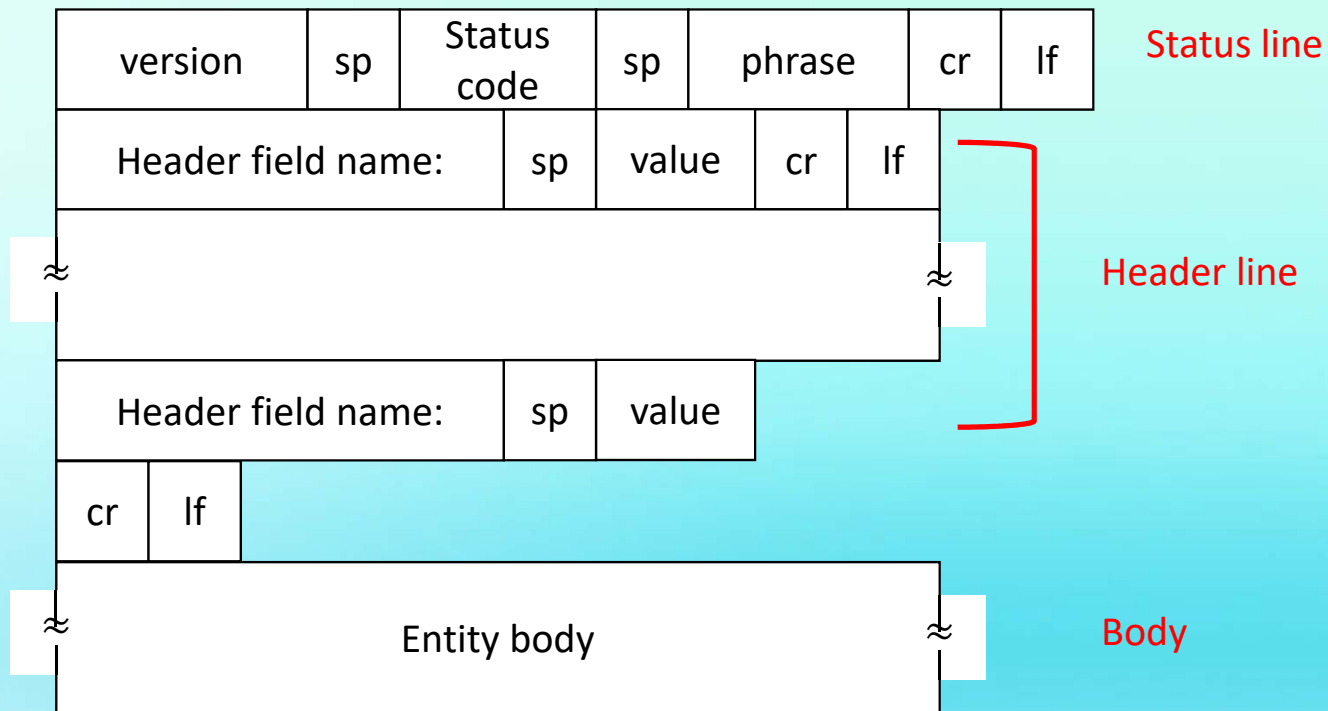 version sp Status code sp phrase cr lf Status line
Header field name: sp value cr lf
≈ ≈ Header line
Header field name: sp value
cr lf
≈ Entity body ≈ Body